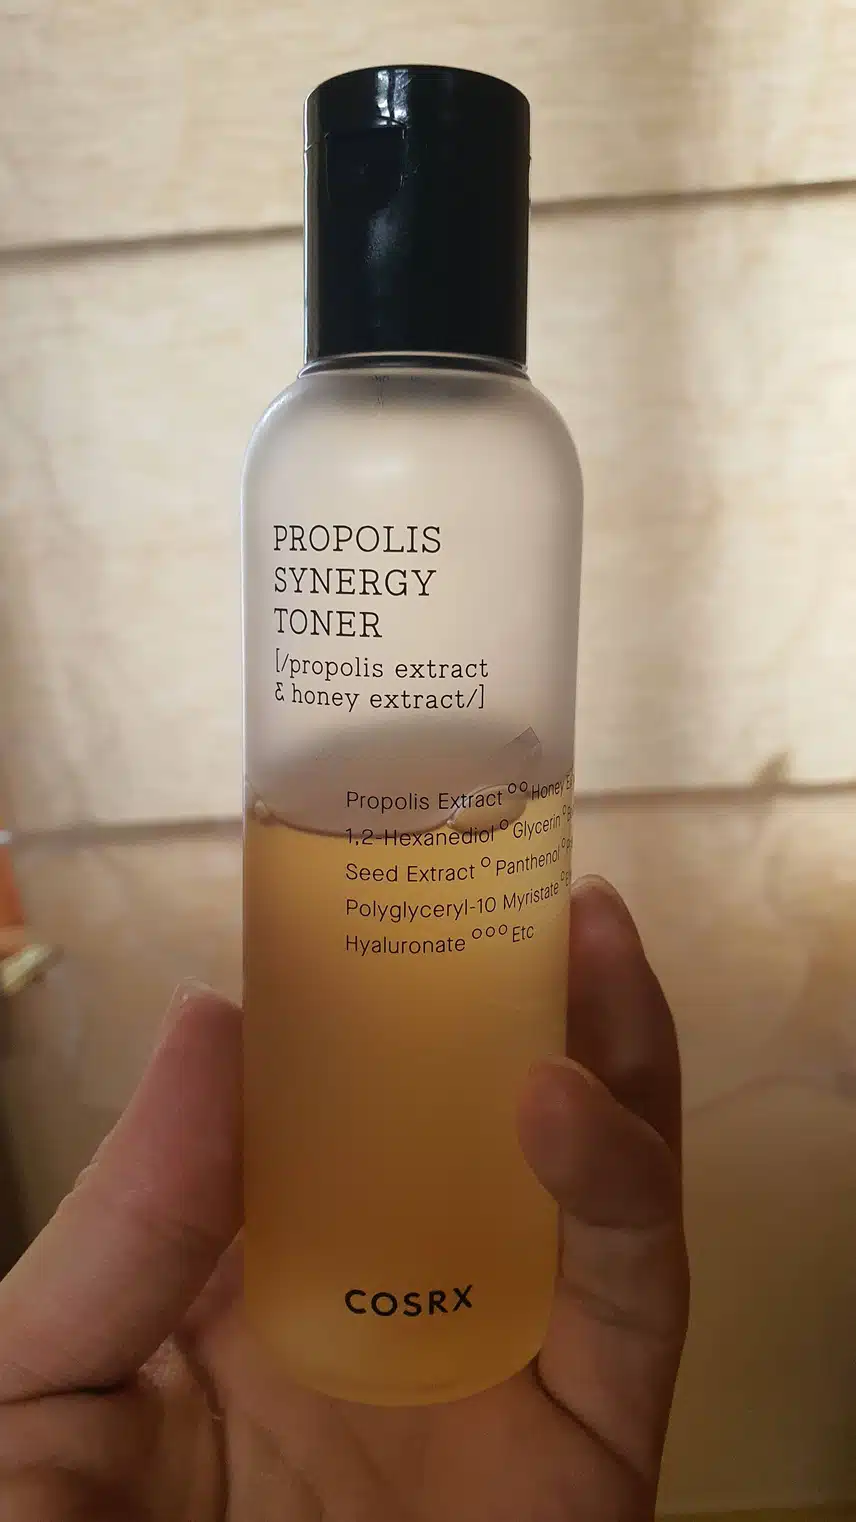 PROPOLIS
SYNERGY
TONER
[/propolis extract
& honey extract/]
Propolis Extract°° Honey
1,2-Hexanediol° Glycerin°
Seed Extract° Panthenol°
Polyglyceryl-10 Myristate°
Hyaluronate°°° Etc
COSRX